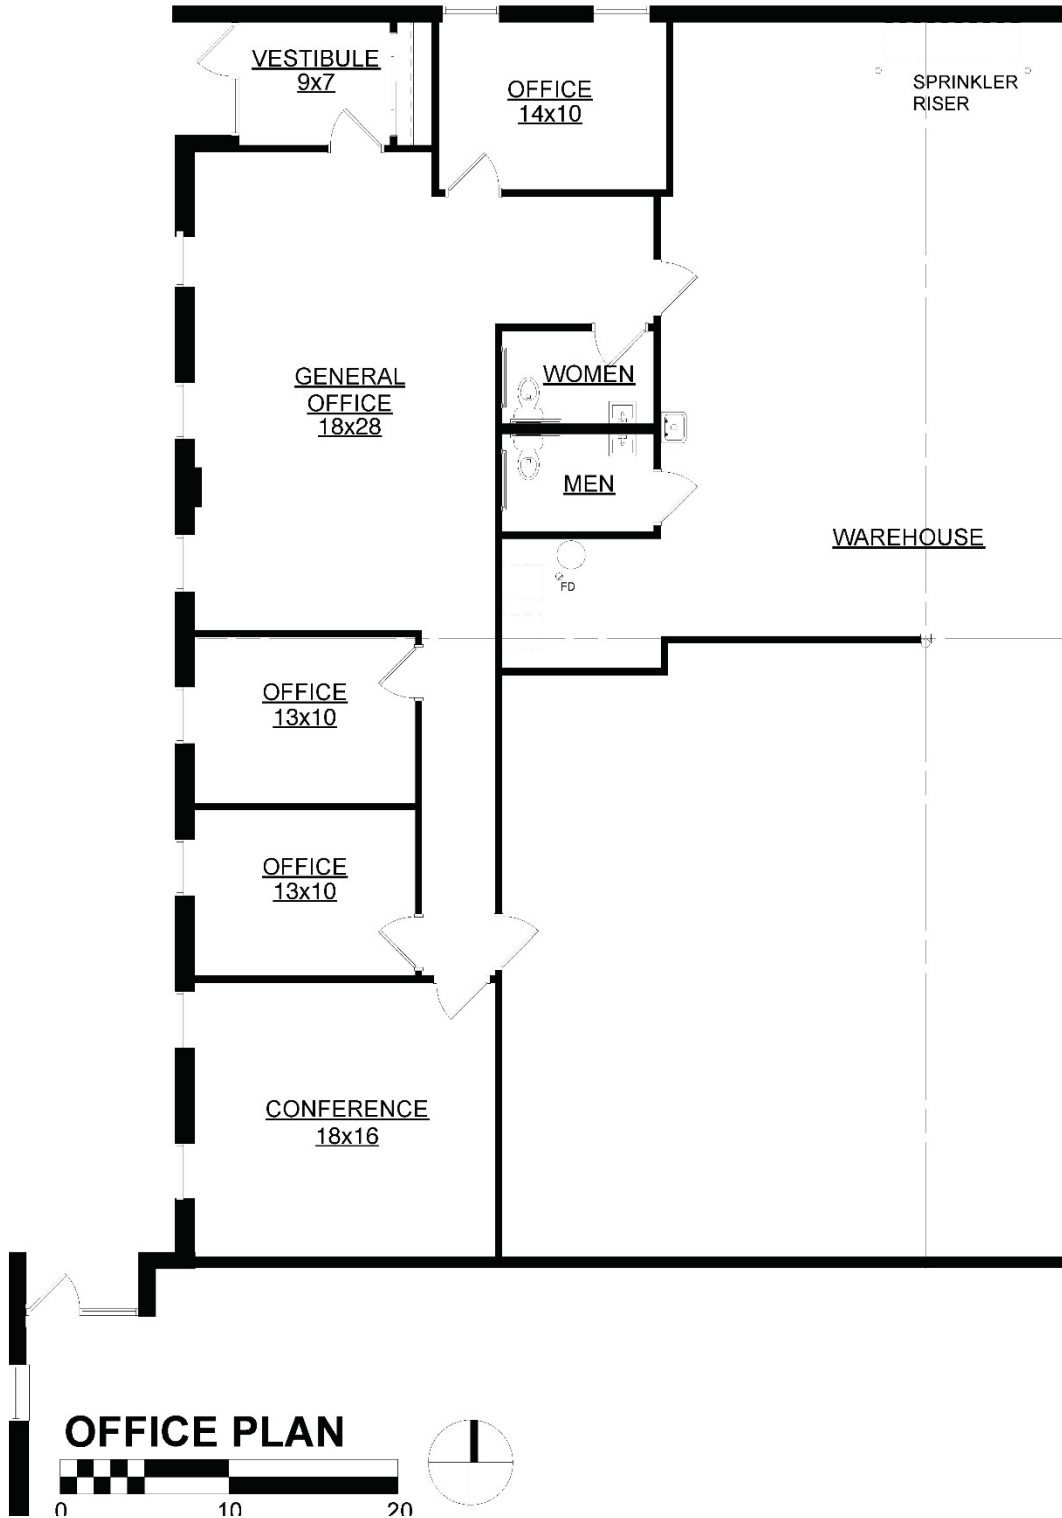 VESTIBULE
9x7
OFFICE
14x10
SPRINKLER
RISER
GENERAL
OFFICE
18x28
WOMEN
MEN
WAREHOUSE
FD
OFFICE
13x10
OFFICE
13x10
CONFERENCE
18x16
OFFICE PLAN
0 10 20